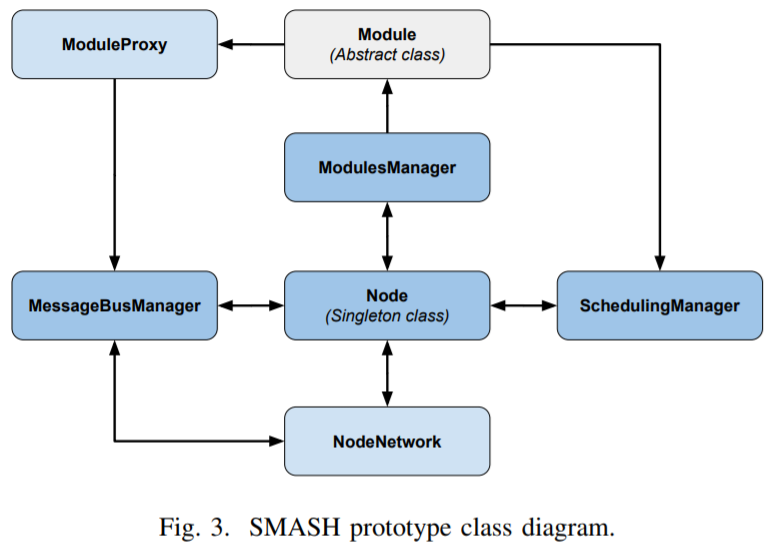 ModuleProxy
Module
(Abstract class)
ModulesManager
MessageBusManager
Node
(Singleton class)
SchedulingManager
NodeNetwork
Fig. 3. SMASH prototype class diagram.